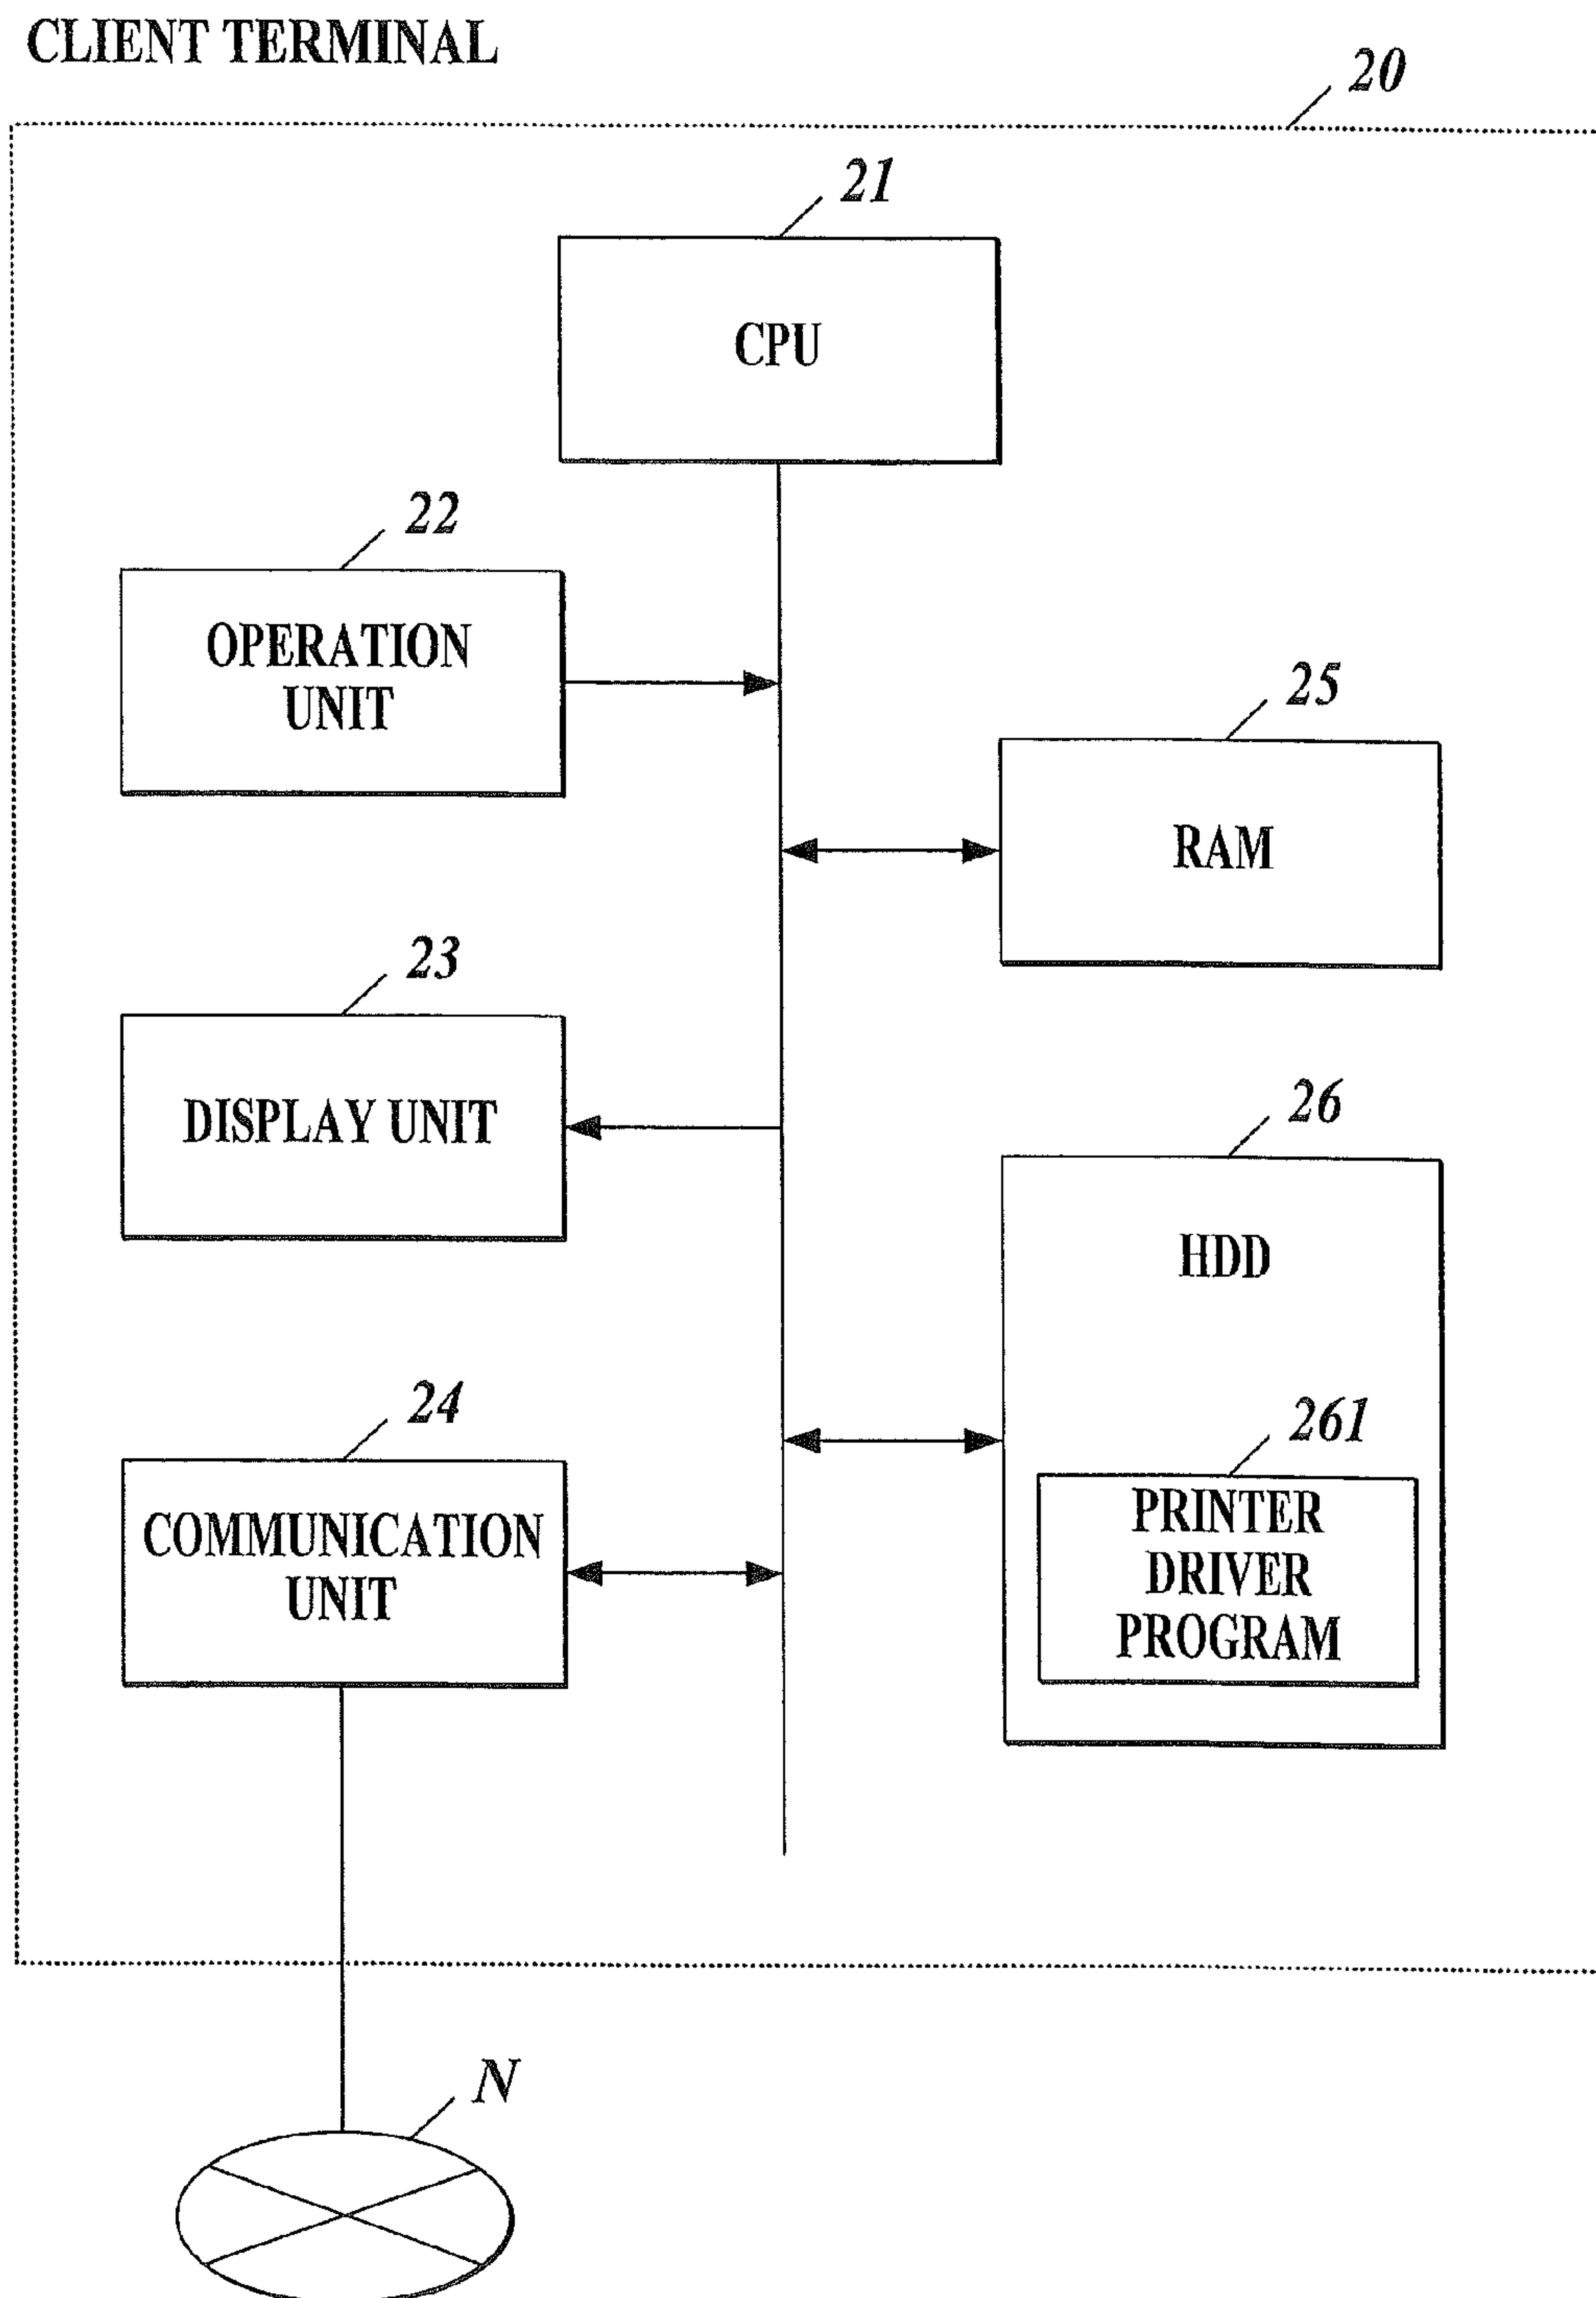 CLIENT TERMINAL
20
21
CPU
22
OPERATION
UNIT
25
RAM
23
DISPLAY UNIT
26
HDD
24
COMMUNICATION
UNIT
261
PRINTER
DRIVER
PROGRAM
N